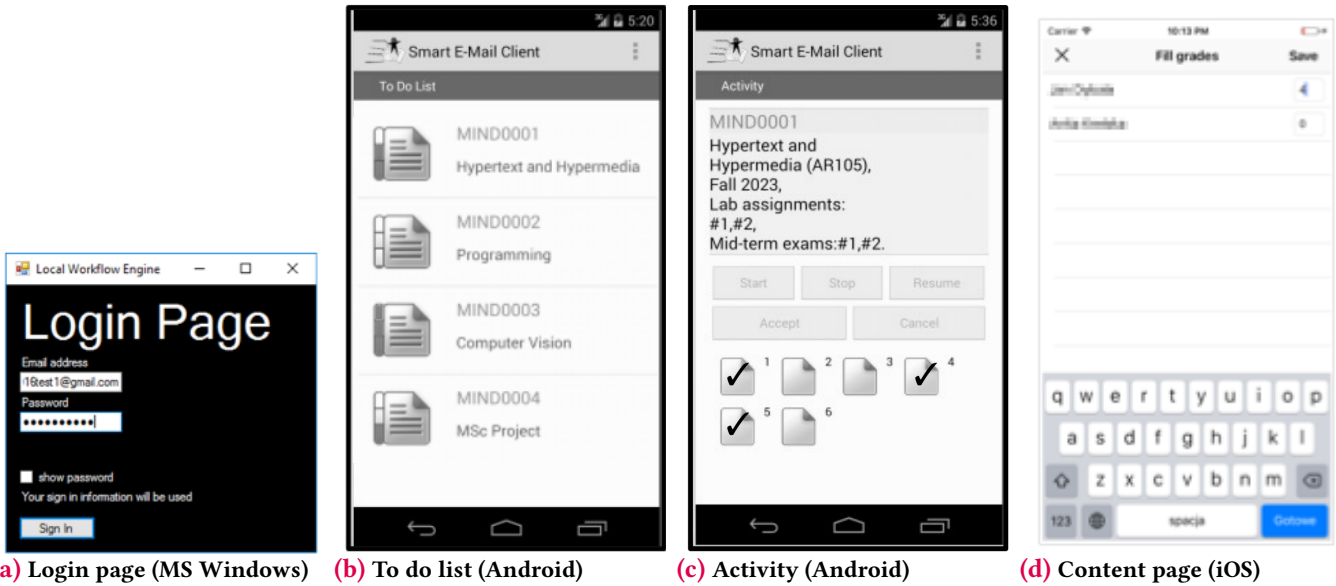 Local Workflow Engine
Login Page
Email address
16test1@gmail.com
Password
show password
Your sign in information will be used
Sign In
a) Login page (MS Windows)
5:20
Smart E-Mail Client
To Do List
MIND0001
Hypertext and Hypermedia
MIND0002
Programming
MIND0003
Computer Vision
MIND0004
MSc Project
(b) To do list (Android)
5:36
Smart E-Mail Client
Activity
MIND0001
Hypertext and
Hypermedia (AR105),
Fall 2023,
Lab assignments:
#1,#2,
Mid-term exams:#1,#2.
Start Stop Resume
Accept Cancel
1 2 3 4
5 6
(c) Activity (Android)
Carrier 10:13 PM
Fill grades Save
4
0
q w e r t y u i o p
a s d f g h j k l
z x c v b n m
123 spacja Gotowe
(d) Content page (iOS)